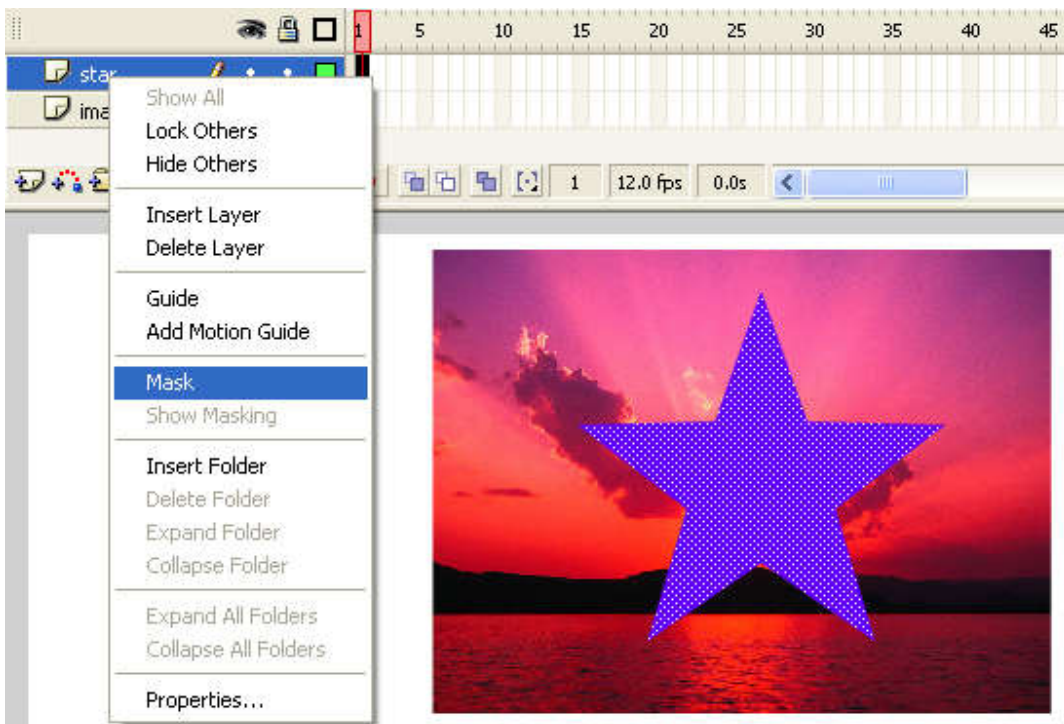 1 5 10 15 20 25 30 35 40 45
star
ima
1 12.0 fps 0.0s
Show All
Lock Others
Hide Others
Insert Layer
Delete Layer
Guide
Add Motion Guide
Mask
Show Masking
Insert Folder
Delete Folder
Expand Folder
Collapse Folder
Expand All Folders
Collapse All Folders
Properties...